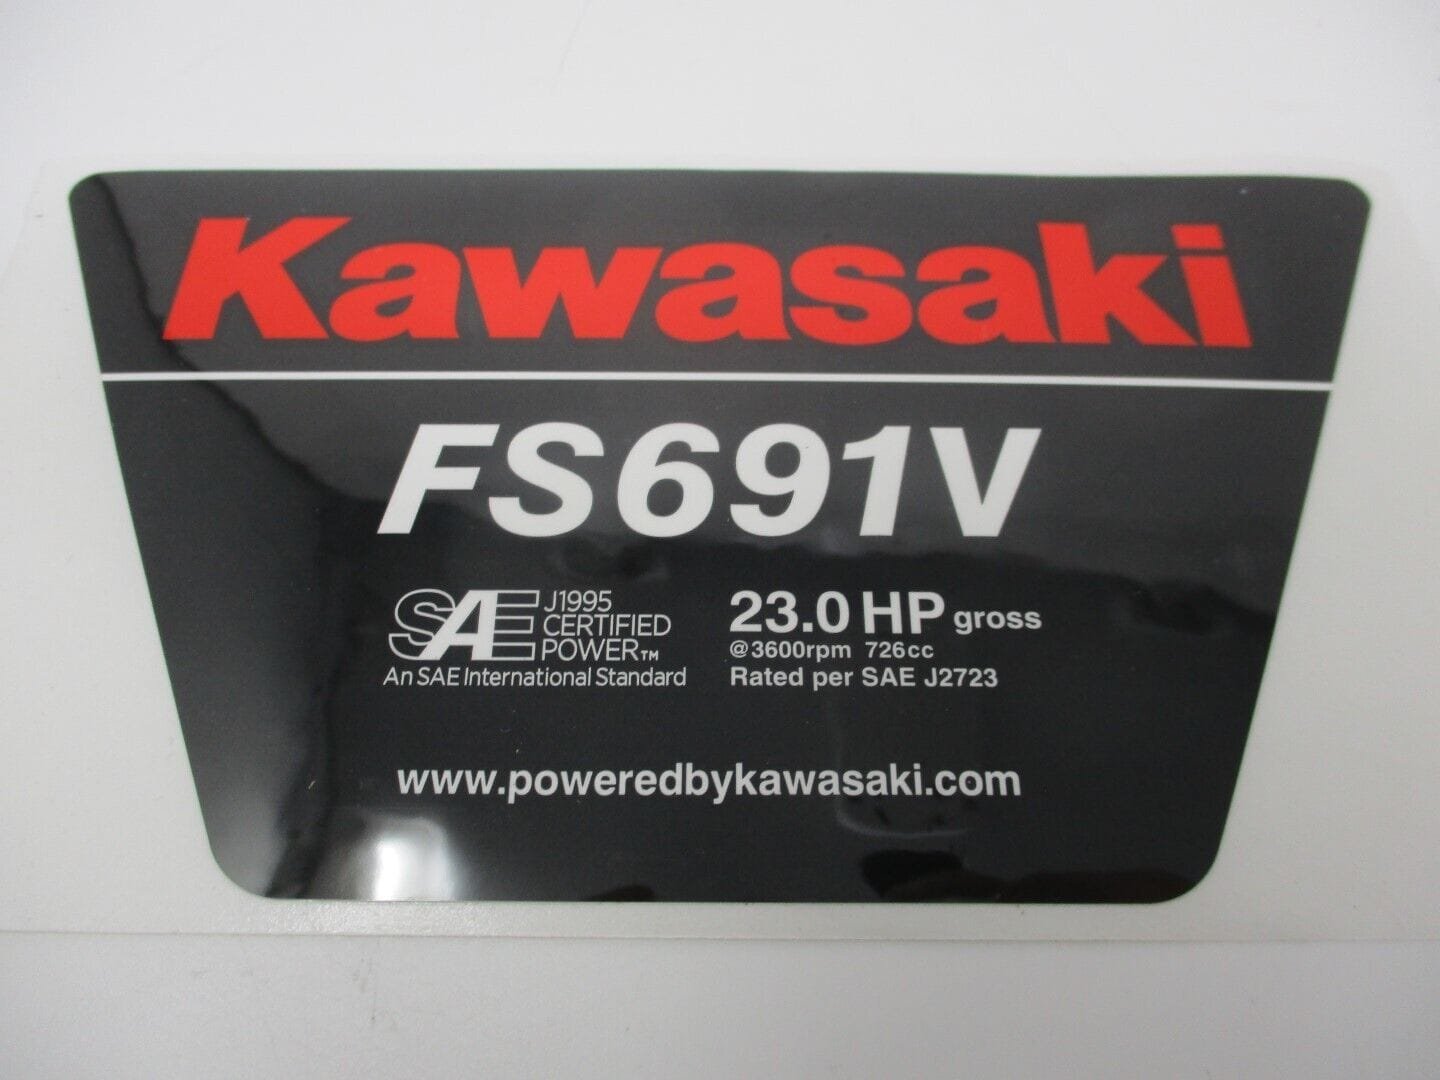 Kawasaki
FS691V
SAE J1995
CERTIFIED
POWER™
An SAE International Standard
23.0 HP gross
@3600rpm 726cc
Rated per SAE J2723
www.poweredbykawasaki.com